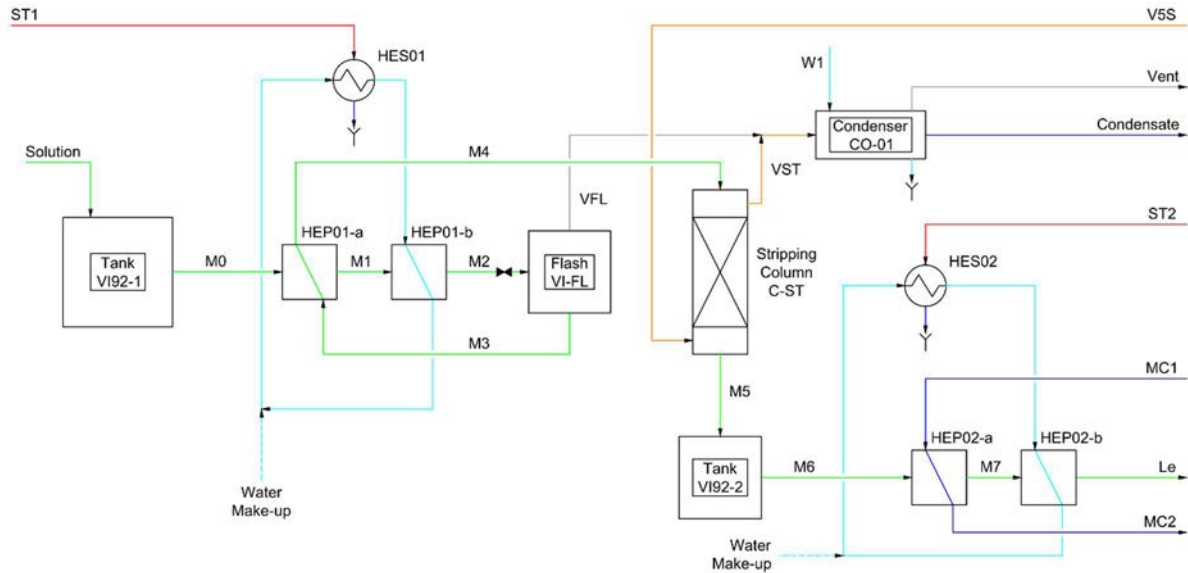 ST1
V5S
HES01
W1
Vent
Condenser
CO-01
Condensate
Solution
M4
VST
VFL
ST2
HEP01-a
HEP01-b
Tank
VI92-1
M0
M1
M2
Flash
VI-FL
Stripping
Column
C-ST
HES02
M3
MC1
M5
HEP02-a
HEP02-b
Tank
VI92-2
M6
M7
Le
Water
Make-up
MC2
Water
Make-up